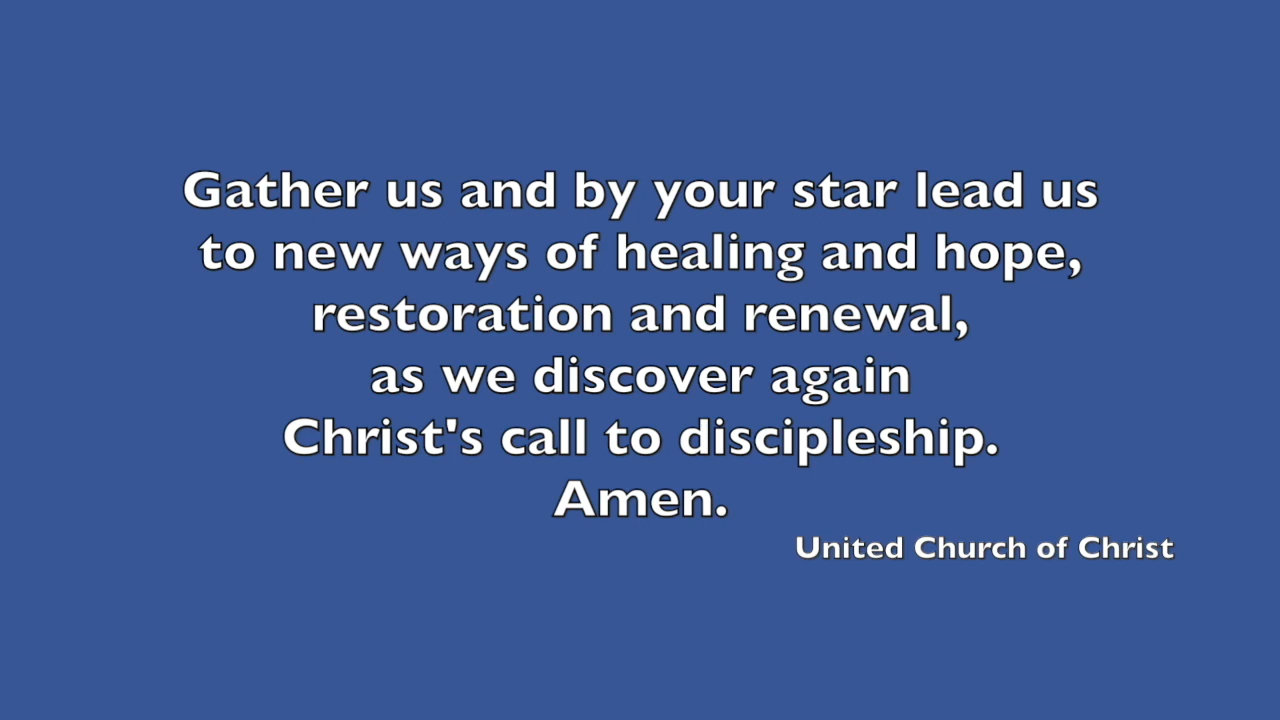 Gather us and by your star lead us
to new ways of healing and hope,
restoration and renewal,
as we discover again
Christ's call to discipleship.
Amen.
United Church of Christ